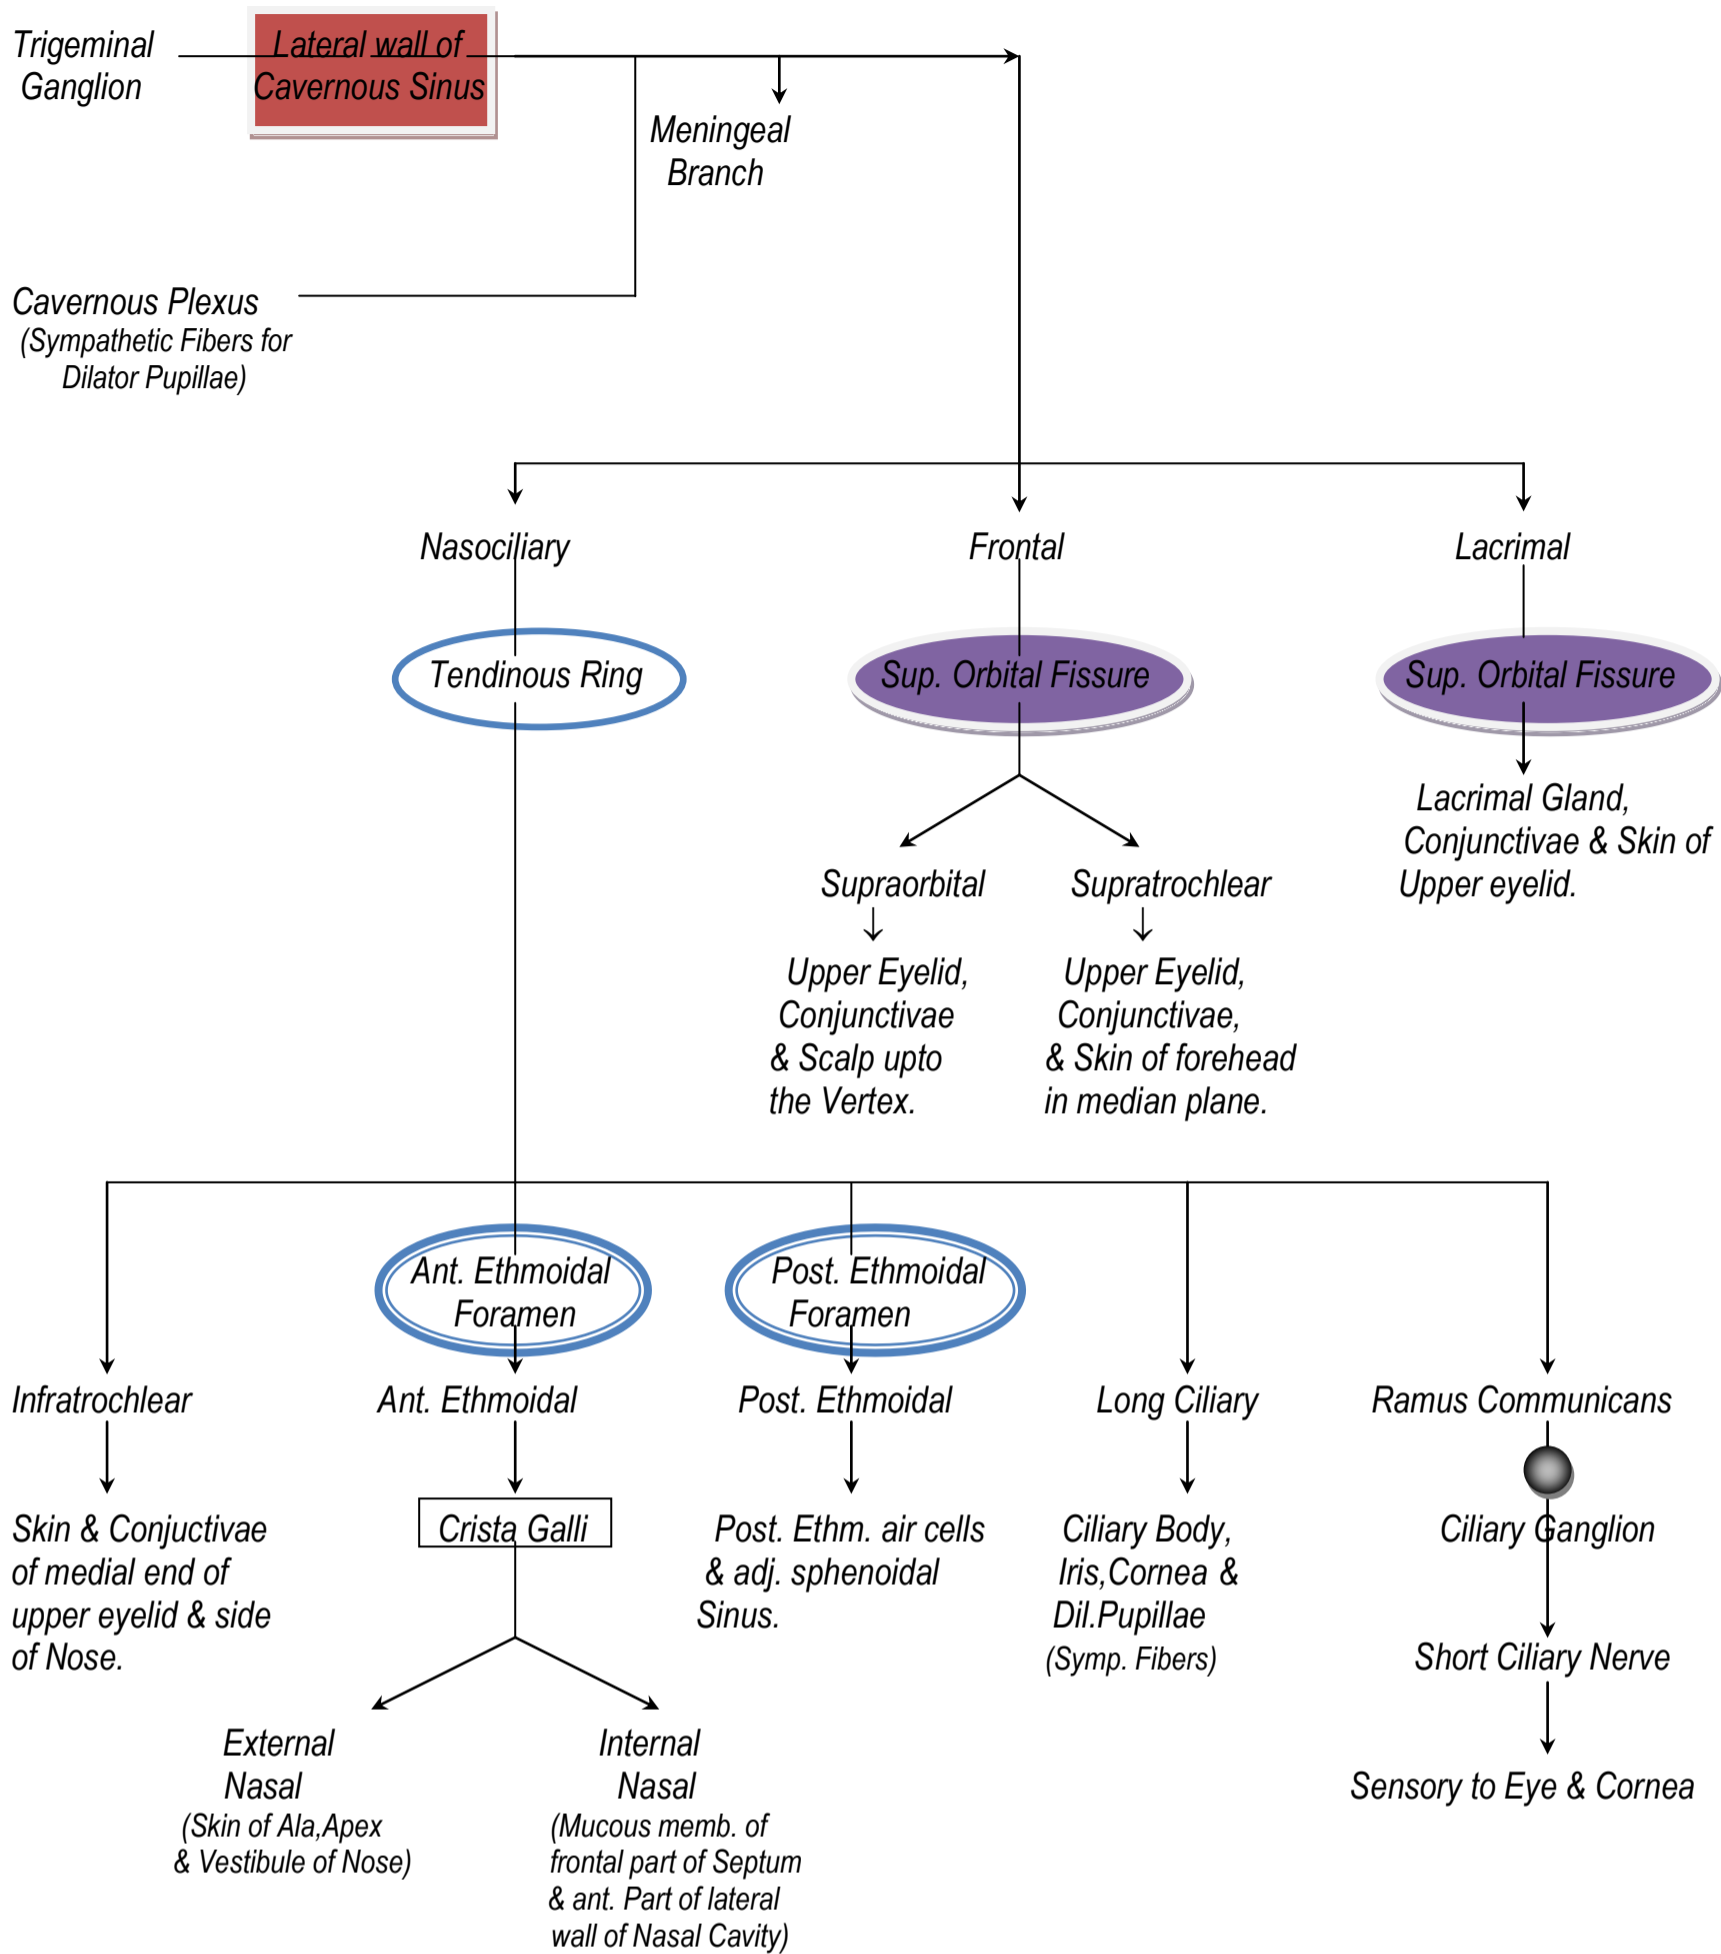 Trigeminal
Ganglion
Lateral wall of
Cavernous Sinus
Meningeal
Branch
Cavernous Plexus
(Sympathetic Fibers for
Dilator Pupillae)
Nasociliary
Frontal
Lacrimal
Tendinous Ring
Sup. Orbital Fissure
Sup. Orbital Fissure
Lacrimal Gland,
Conjunctivae & Skin of
Upper eyelid.
Supraorbital
Supratrochlear
Upper Eyelid,
Conjunctivae
& Scalp upto
the Vertex.
Upper Eyelid,
Conjunctivae,
& Skin of forehead
in median plane.
Ant. Ethmoidal
Foramen
Post. Ethmoidal
Foramen
Infratrochlear
Ant. Ethmoidal
Post. Ethmoidal
Long Ciliary
Ramus Communicans
Skin & Conjuctivae
of medial end of
upper eyelid & side
of Nose.
Crista Galli
Post. Ethm. air cells
& adj. sphenoidal
Sinus.
Ciliary Body,
Iris,Cornea &
Dil.Pupillae
(Symp. Fibers)
Ciliary Ganglion
Short Ciliary Nerve
Sensory to Eye & Cornea
External
Nasal
(Skin of Ala,Apex
& Vestibule of Nose)
Internal
Nasal
(Mucous memb. of
frontal part of Septum
& ant. Part of lateral
wall of Nasal Cavity)